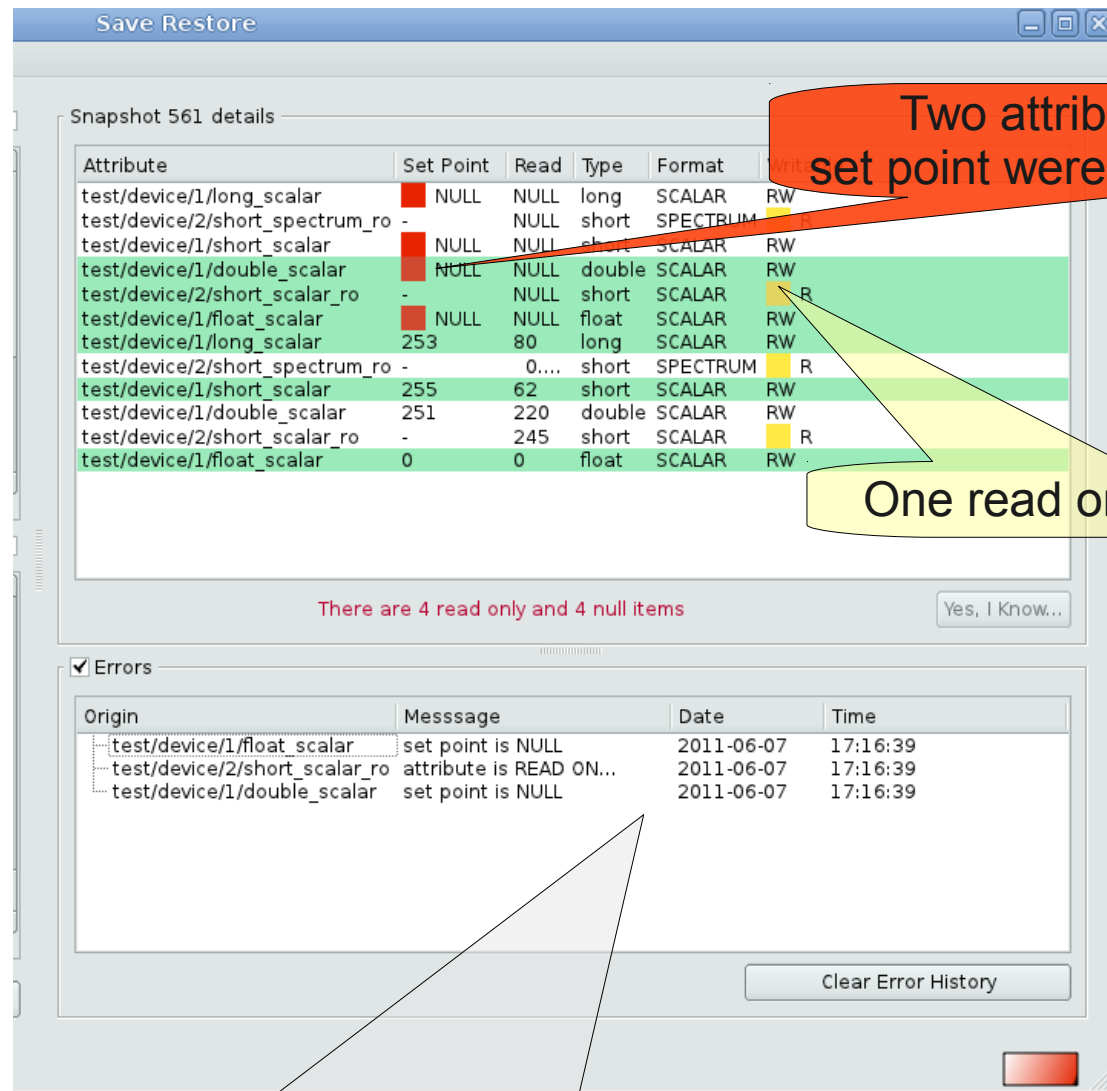 Save Restore
Snapshot 561 details
Two attrib
set point were
Attribute Set Point Read Type Format
test/device/1/long_scalar NULL NULL long SCALAR RW
test/device/2/short_spectrum_ro - NULL short SPECTRUM R
test/device/1/short_scalar NULL NULL short SCALAR RW
test/device/1/double_scalar NULL NULL double SCALAR RW
test/device/2/short_scalar_ro - NULL short SCALAR R
test/device/1/float_scalar NULL NULL float SCALAR RW
test/device/1/long_scalar 253 80 long SCALAR RW
test/device/2/short_spectrum_ro - 0.... short SPECTRUM R
test/device/1/short_scalar 255 62 short SCALAR RW
test/device/1/double_scalar 251 220 double SCALAR RW
test/device/2/short_scalar_ro - 245 short SCALAR R
test/device/1/float_scalar 0 0 float SCALAR RW
One read on
There are 4 read only and 4 null items Yes, I Know...
Errors
Origin Messsage Date Time
test/device/1/float_scalar set point is NULL 2011-06-07 17:16:39
test/device/2/short_scalar_ro attribute is READ ON... 2011-06-07 17:16:39
test/device/1/double_scalar set point is NULL 2011-06-07 17:16:39
Clear Error History